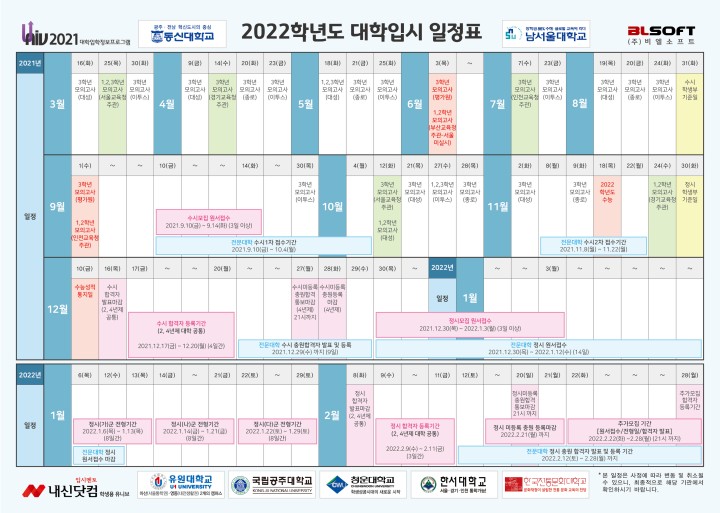 UNIV 2021 대학입학정보프로그램
광주·전남 혁신도시의 중심
동신대학교
2022학년도 대학입시 일정표
남서울대학교
ALSOFT
(주)비엘소프트
2021년 16(화) 25(목) 30(화) 9(금) 14(수) 20(화) 23(금) 18(화) 21(금) 25(화) 3(목) ~ 7(수) 23(금) 19(목) 20(금) 24(화) 31(화)
일정
3월
3학년 모의고사 (대성)
1,2,3학년 모의고사 (서울교육청 주관)
3학년 모의고사 (이투스)
4월
3학년 모의고사 (대성)
3학년 모의고사 (경기교육청 주관)
3학년 모의고사 (종로)
3학년 모의고사 (이투스)
5월
1,2,3학년 모의고사 (대성)
3학년 모의고사 (종로)
3학년 모의고사 (이투스)
6월
3학년 모의고사 (평가원)
1,2학년 모의고사 (부산교육청 주관-서울 미실시)
7월
3학년 모의고사 (인천교육청 주관)
3학년 모의고사 (이투스)
8월
3학년 모의고사 (대성)
3학년 모의고사 (종로)
3학년 모의고사 (이투스)
수시 학생부 기준일
1(수) ~ ~ 10(금) ~ ~ 14(화) ~ 30(목) 4(월) 12(화) 21(목) 27(수) 28(목) 2(화) 8(월) 9(화) 18(목) 22(월) 24(수) 30(화)
9월
3학년 모의고사 (평가원)
1,2학년 모의고사 (인천교육청 주관)
수시모집 원서접수
2021.9.10(금) ~ 9.14(화) (3일 이상)
전문대학 수시1차 접수기간
2021.9.10(금) ~ 10.4(월)
3학년 모의고사 (이투스)
10월
3학년 모의고사 (서울교육청 주관)
1,2학년 모의고사 (대성)
3학년 모의고사 (대성)
1,2,3학년 모의고사 (이투스)
3학년 모의고사 (종로)
11월
3학년 모의고사 (대성)
3학년 모의고사 (종로)
2022 학년도 수능
전문대학 수시2차 접수기간
2021.11.8(월) ~ 11.22(월)
1,2학년 모의고사 (경기교육청 주관)
정시 학생부 기준일
10(금) 16(목) 17(금) ~ ~ 20(월) ~ ~ 27(월) 28(화) 29(수) 30(목) ~ 2022년 ~ ~ 3(월) ~ ~ ~ ~ ~
12월
수능성적 통지일
수시 합격자 발표마감 (2, 4년제 공통)
수시 합격자 등록기간
(2, 4년제 대학 공통)
2021.12.17(금) ~ 12.20(월) (4일간)
수시미등록 충원합격 통보마감 (4년제) 21시까지
수시미등록 충원등록 마감 (4년제)
전문대학 수시 충원합격자 발표 및 등록
2021.12.29(수) 까지 (9일)
일정
1월
정시모집 원서접수
2021.12.30(목) ~ 2022.1.3(월) (3일 이상)
전문대학 정시 원서접수
2021.12.30(목) ~ 2022.1.12(수) (14일)
2022년 6(목) 12(수) 13(목) ~ 14(금) ~ 21(금) 22(토) ~ 29(토) 8(화) 9(수) ~ 11(금) 12(토) ~ ~ 20(일) 21(월) 22(화) ~ ~ 28(월)
일정
1월
정시(가)군 전형기간
2022.1.6(목) ~ 1.13(목)
(8일간)
전문대학 정시
원서접수 마감
정시(나)군 전형기간
2022.1.14(금) ~ 1.21(금)
(8일간)
정시(다)군 전형기간
2022.1.22(토) ~ 1.29(토)
(8일간)
2월
정시 합격자 발표마감 (2, 4년제 공통)
정시 합격자 등록기간
(2, 4년제 대학 공통)
2022.2.9(수) ~ 2.11(금)
(3일간)
정시미등록 충원합격 통보마감 21시 까지
정시 미등록 충원 등록마감
2022.2.21(월) 까지
추가모집 합격자 등록기간
추가모집 기간
[원서접수/전형일/합격자 발표]
2022.2.22(화) ~ 2.28(월) (21시 까지)
전문대학 정시 충원 합격자 발표 및 등록 기간
2022.2.12(토) ~ 2.28(월) 까지
입시멘토
내신닷컴 학생용 유니브
U1 유원대학교
국립공주대학교
KONGJU NATIONAL UNIVERSITY
청운대학교
한서대학교
한국전통문화대학교
* 본 일정은 사정에 따라 변동 및 취소될
수 있으니, 최종적으로 해당 기관에서
확인하시기 바랍니다.